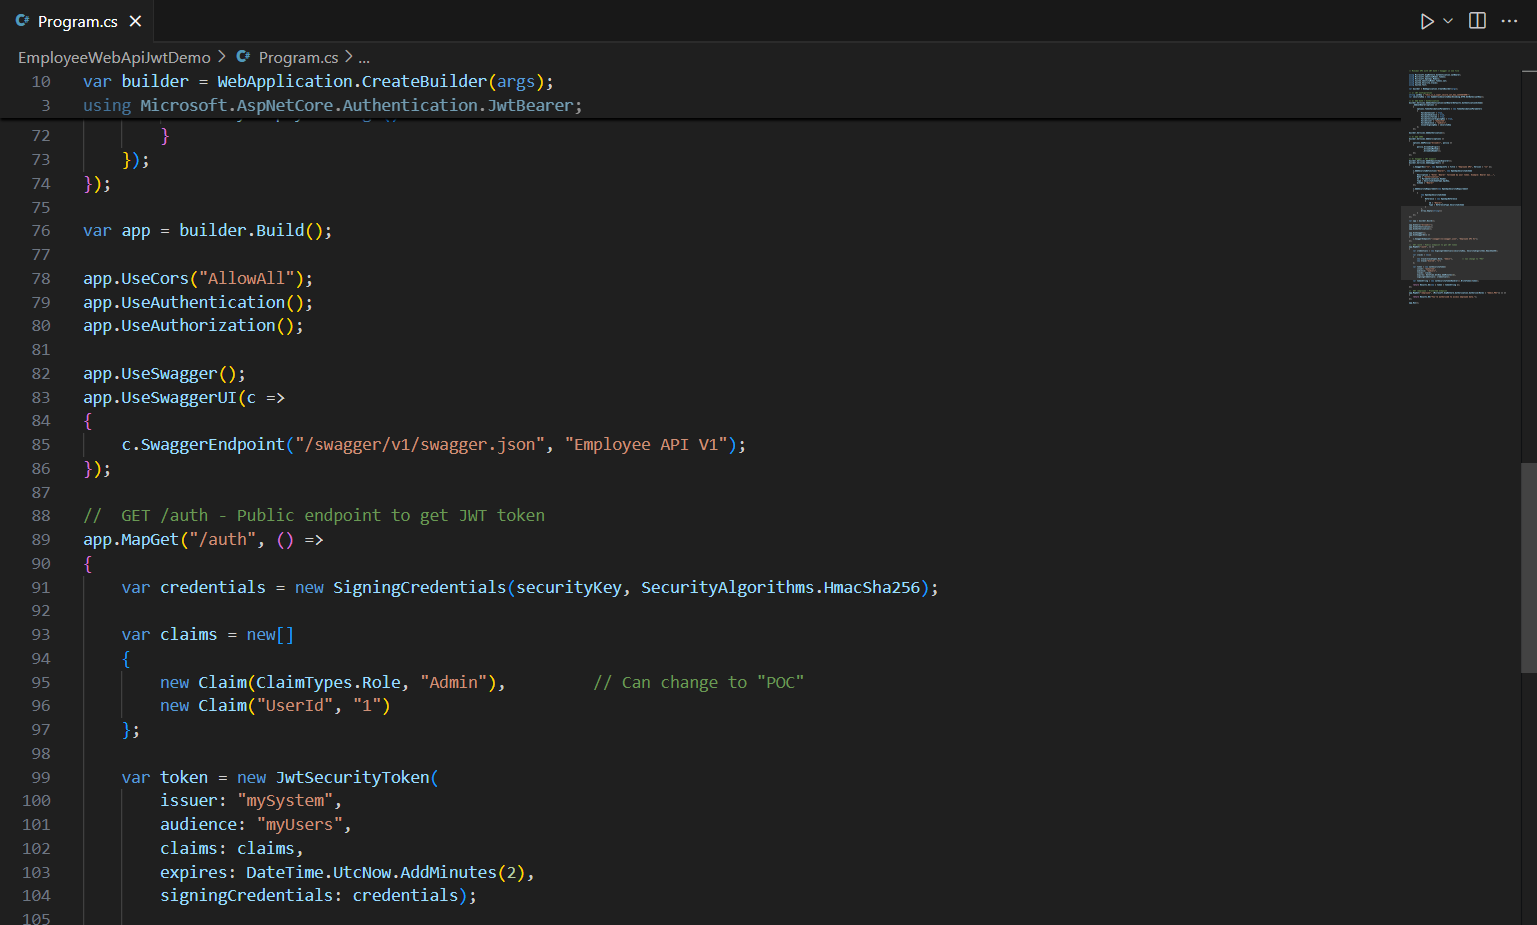 Program.cs
EmployeeWebApiJwtDemo > Program.cs > ...
10 var builder = WebApplication.CreateBuilder(args);
3 using Microsoft.AspNetCore.Authentication.JwtBearer;
72 }
73 });
74 });
75
76 var app = builder.Build();
77
78 app.UseCors("AllowAll");
79 app.UseAuthentication();
80 app.UseAuthorization();
81
82 app.UseSwagger();
83 app.UseSwaggerUI(c =>
84 {
85 c.SwaggerEndpoint("/swagger/v1/swagger.json", "Employee API V1");
86 });
87
88 //  GET /auth - Public endpoint to get JWT token
89 app.MapGet("/auth", () =>
90 {
91 var credentials = new SigningCredentials(securityKey, SecurityAlgorithms.HmacSha256);
92
93 var claims = new[]
94 {
95 new Claim(ClaimTypes.Role, "Admin"), // Can change to "POC"
96 new Claim("UserId", "1")
97 };
98
99 var token = new JwtSecurityToken(
100 issuer: "mySystem",
101 audience: "myUsers",
102 claims: claims,
103 expires: DateTime.UtcNow.AddMinutes(2),
104 signingCredentials: credentials);
105